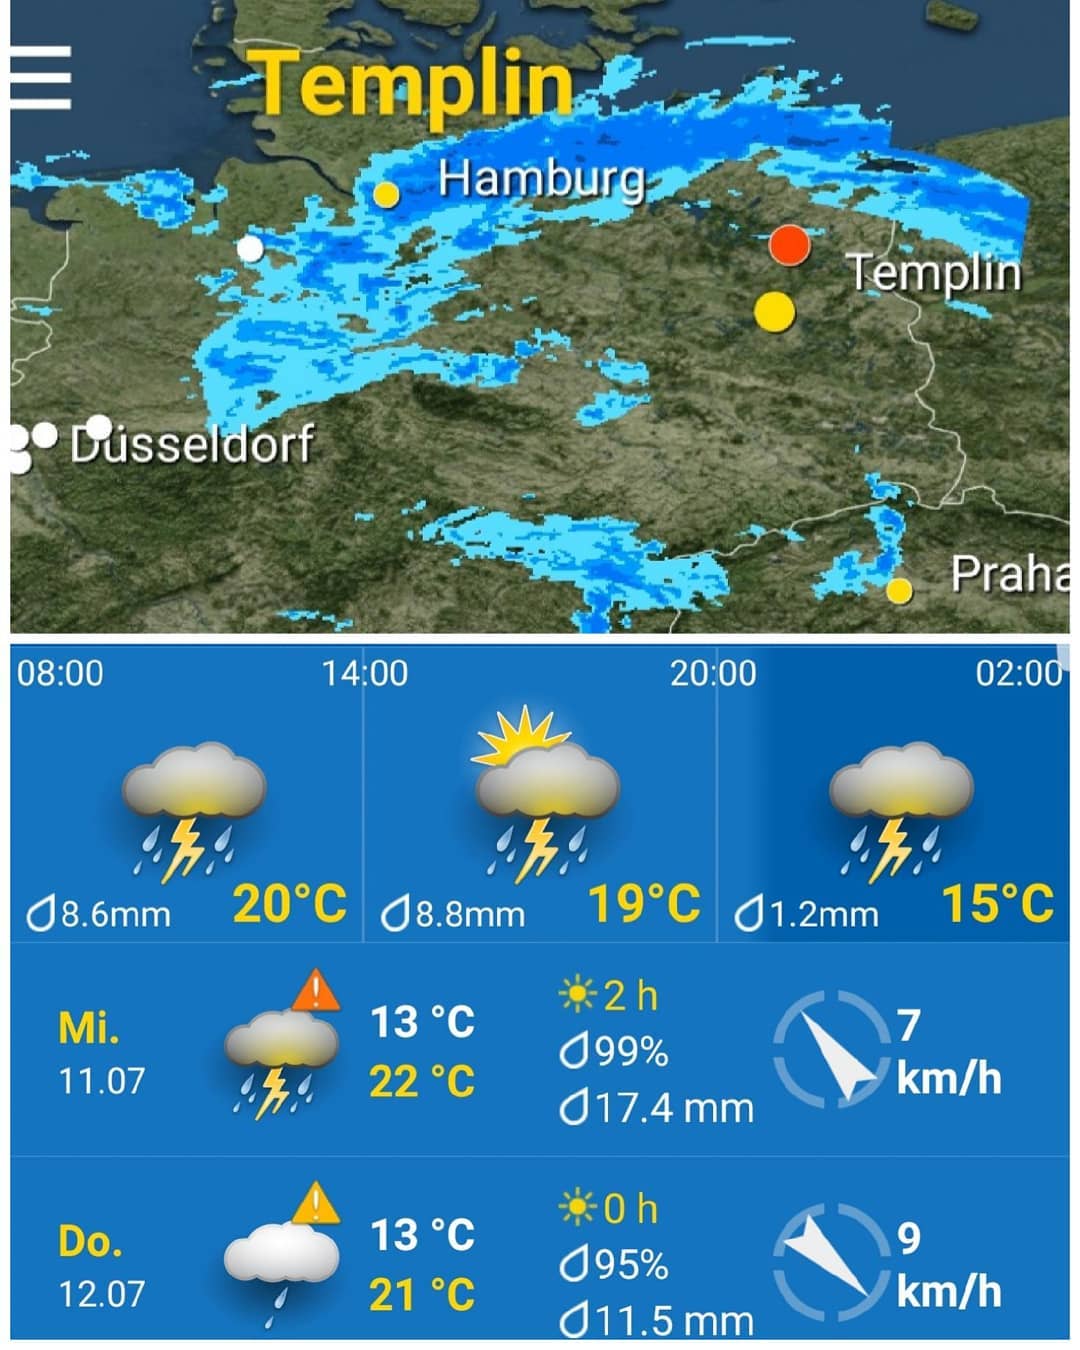 Templin
Hamburg
Templin
Düsseldorf
Praha
08:00 14:00 20:00 02:00
8.6mm 20°C 8.8mm 19°C 1.2mm 15°C
Mi.
11.07
13 °C
22 °C
2 h
99%
17.4 mm
7
km/h
Do.
12.07
13 °C
21 °C
0 h
95%
11.5 mm
9
km/h